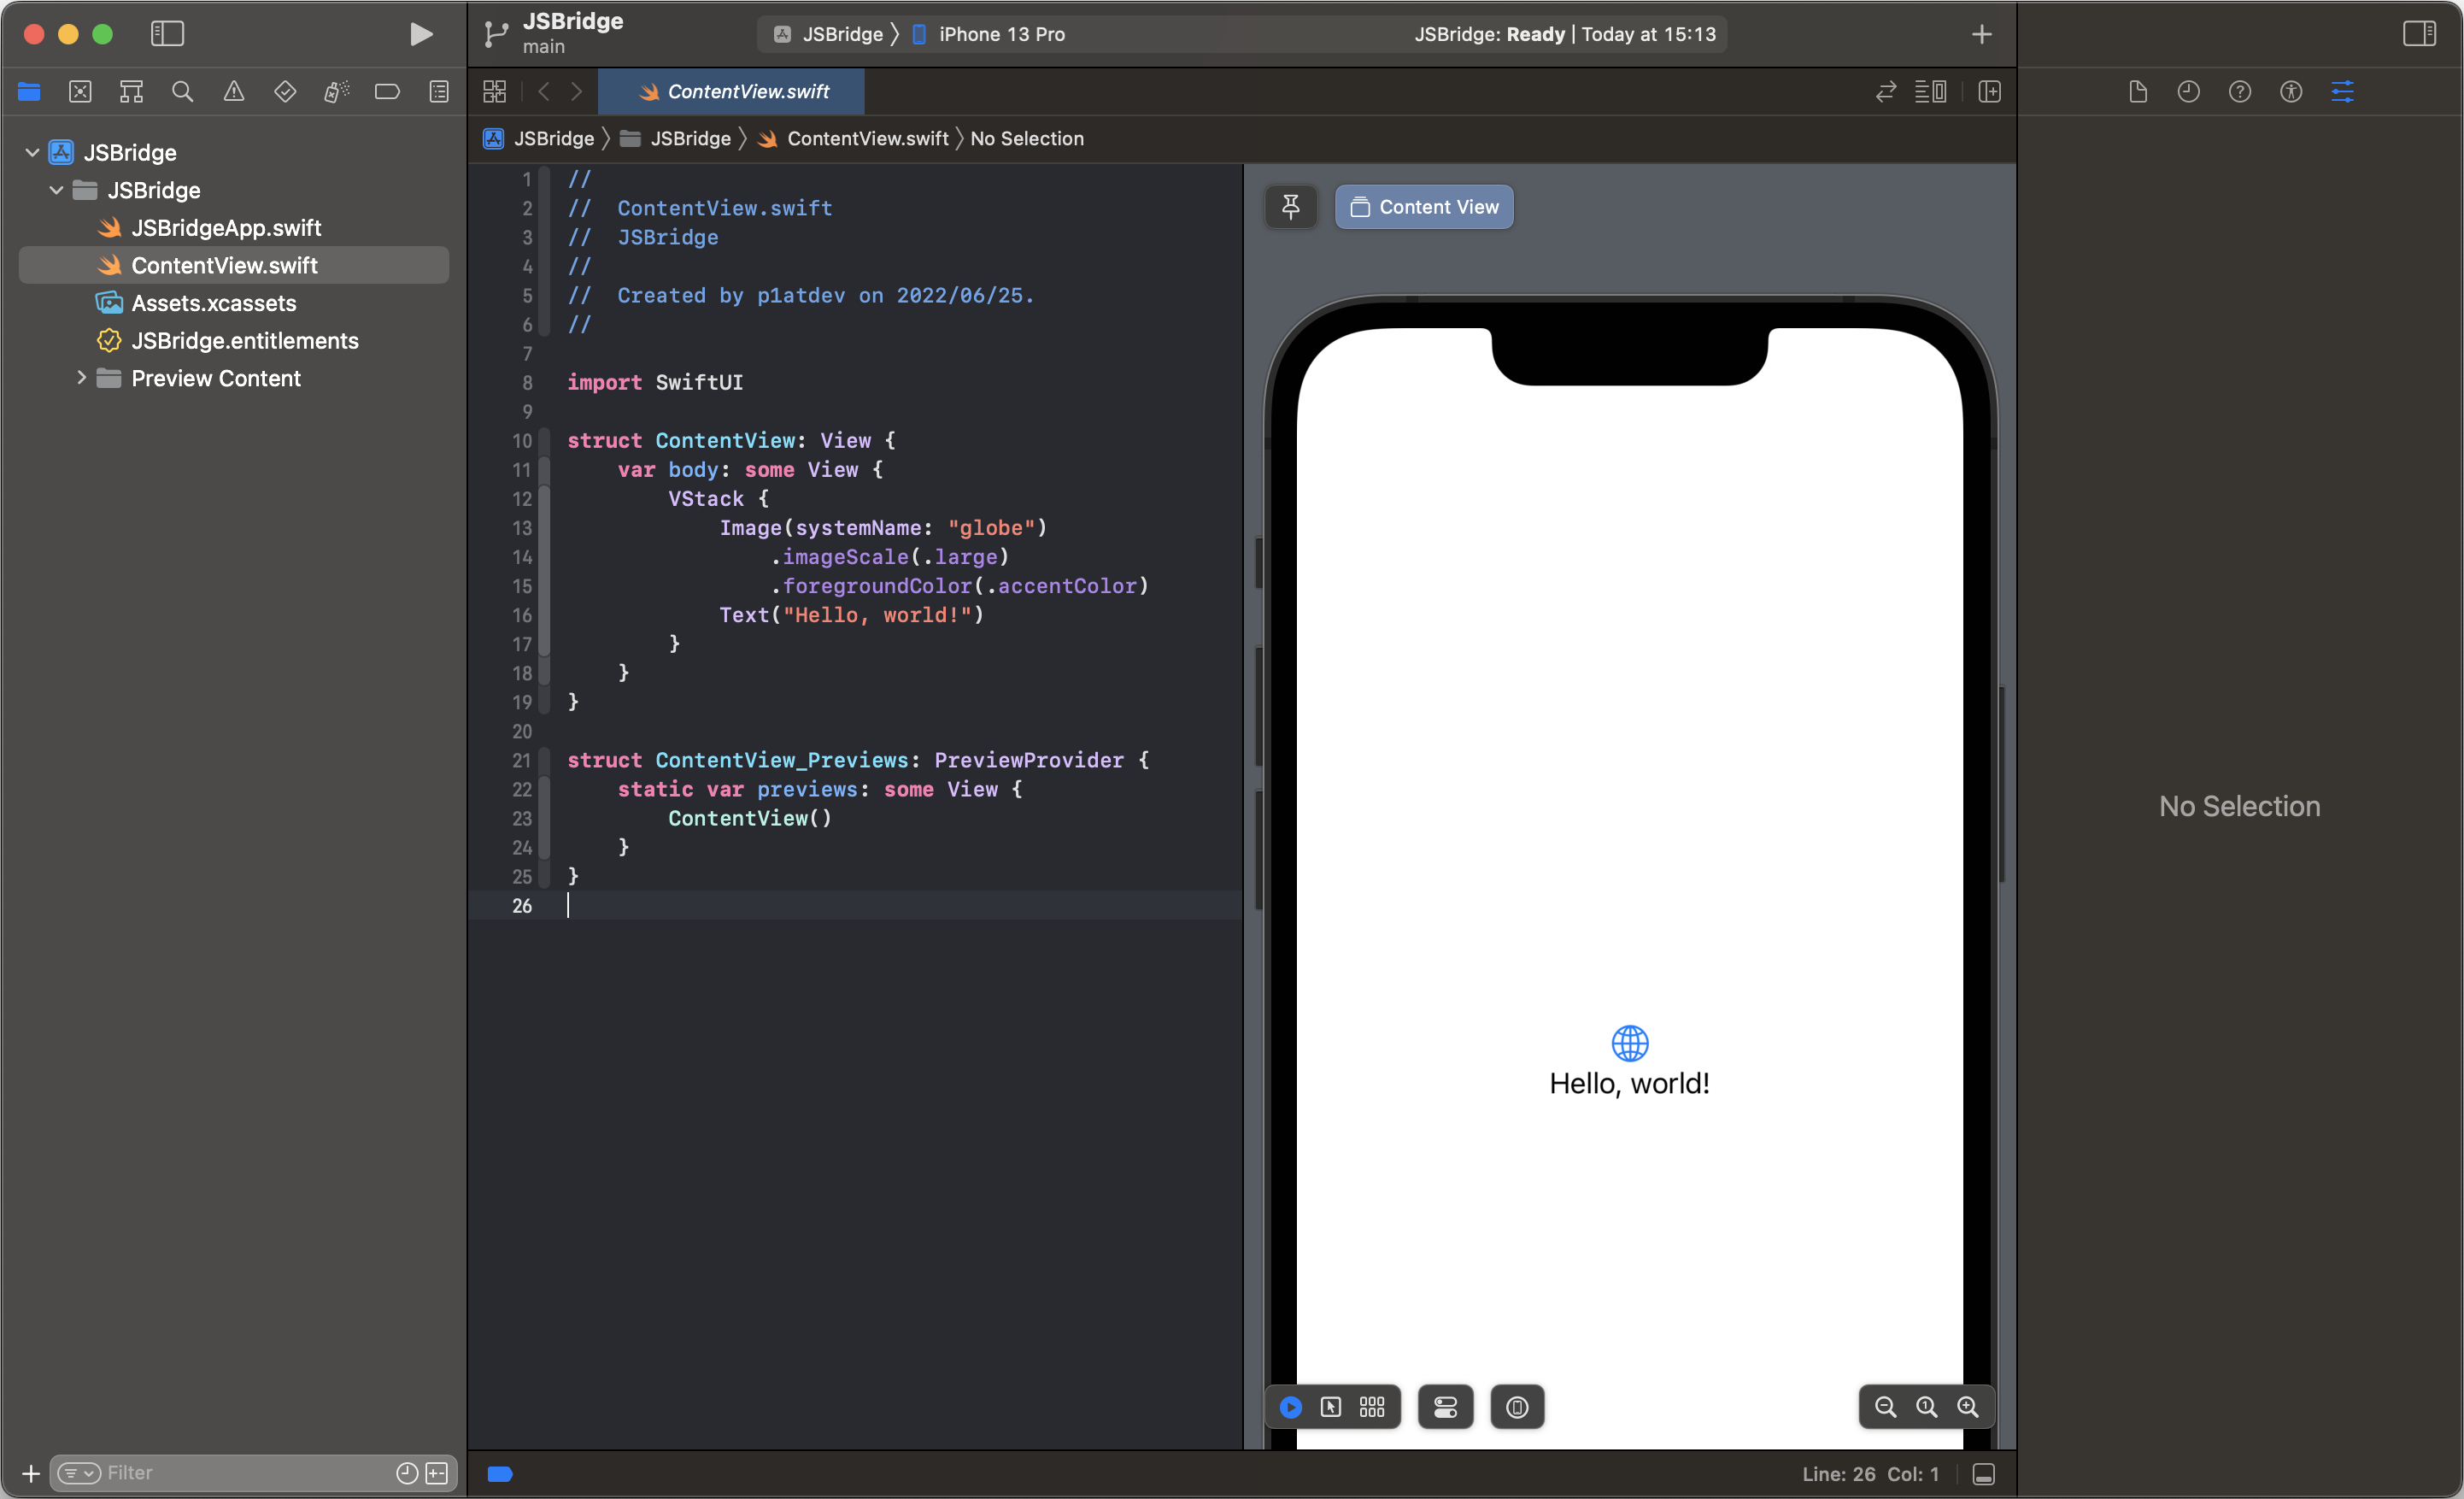 JSBridge
main
JSBridge
iPhone 13 Pro
JSBridge: Ready | Today at 15:13
JSBridge
JSBridge
JSBridgeApp.swift
ContentView.swift
Assets.xcassets
JSBridge.entitlements
Preview Content
Filter
ContentView.swift
JSBridge
JSBridge
ContentView.swift
No Selection
1 //
2 //  ContentView.swift
3 //  JSBridge
4 //
5 //  Created by p1atdev on 2022/06/25.
6 //
7
8 import SwiftUI
9
10 struct ContentView: View {
11     var body: some View {
12         VStack {
13             Image(systemName: "globe")
14                 .imageScale(.large)
15                 .foregroundColor(.accentColor)
16             Text("Hello, world!")
17         }
18     }
19 }
20
21 struct ContentView_Previews: PreviewProvider {
22     static var previews: some View {
23         ContentView()
24     }
25 }
26
Content View
Hello, world!
Line: 26  Col: 1
No Selection